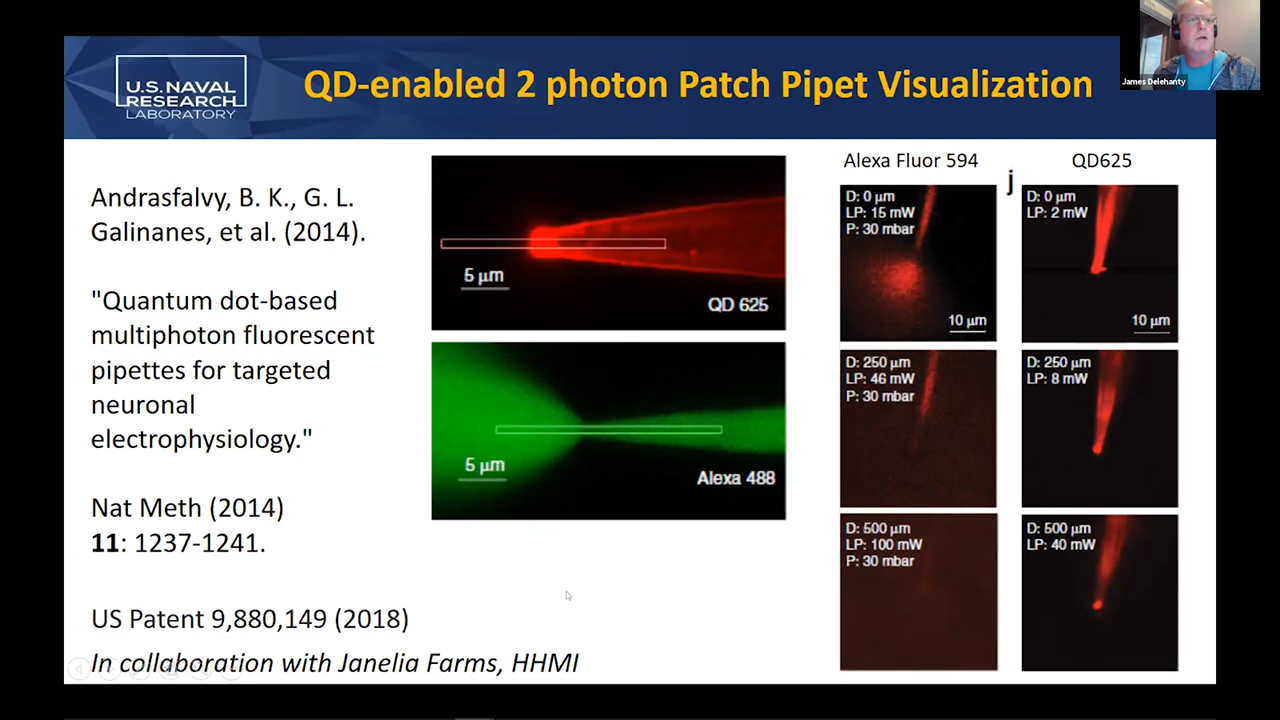 U.S. NAVAL
RESEARCH
LABORATORY
QD-enabled 2 photon Patch Pipet Visualization
James Delehanty
Andrasfalvy, B. K., G. L.
Galinanes, et al. (2014).
"Quantum dot-based
multiphoton fluorescent
pipettes for targeted
neuronal
electrophysiology."
Nat Meth (2014)
11: 1237-1241.
US Patent 9,880,149 (2018)
In collaboration with Janelia Farms, HHMI
5 µm
QD 625
5 µm
Alexa 488
Alexa Fluor 594
j
QD625
D: 0 µm
LP: 15 mW
P: 30 mbar
10 µm
D: 0 µm
LP: 2 mW
10 µm
D: 250 µm
LP: 46 mW
P: 30 mbar
D: 250 µm
LP: 8 mW
D: 500 µm
LP: 100 mW
P: 30 mbar
D: 500 µm
LP: 40 mW